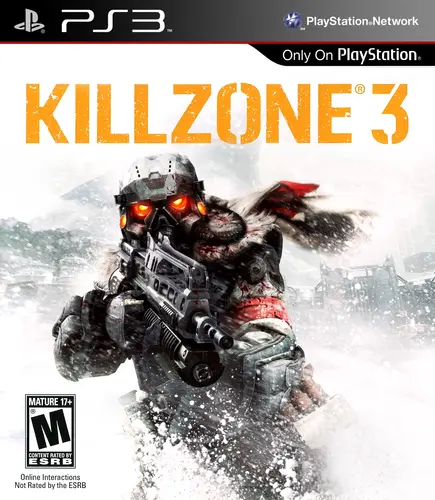 PS3™
PlayStation®Network
Only On PlayStation®
KILLZONE®3
MATURE 17+
M®
CONTENT RATED BY
ESRB
Online Interactions
Not Rated by the ESRB